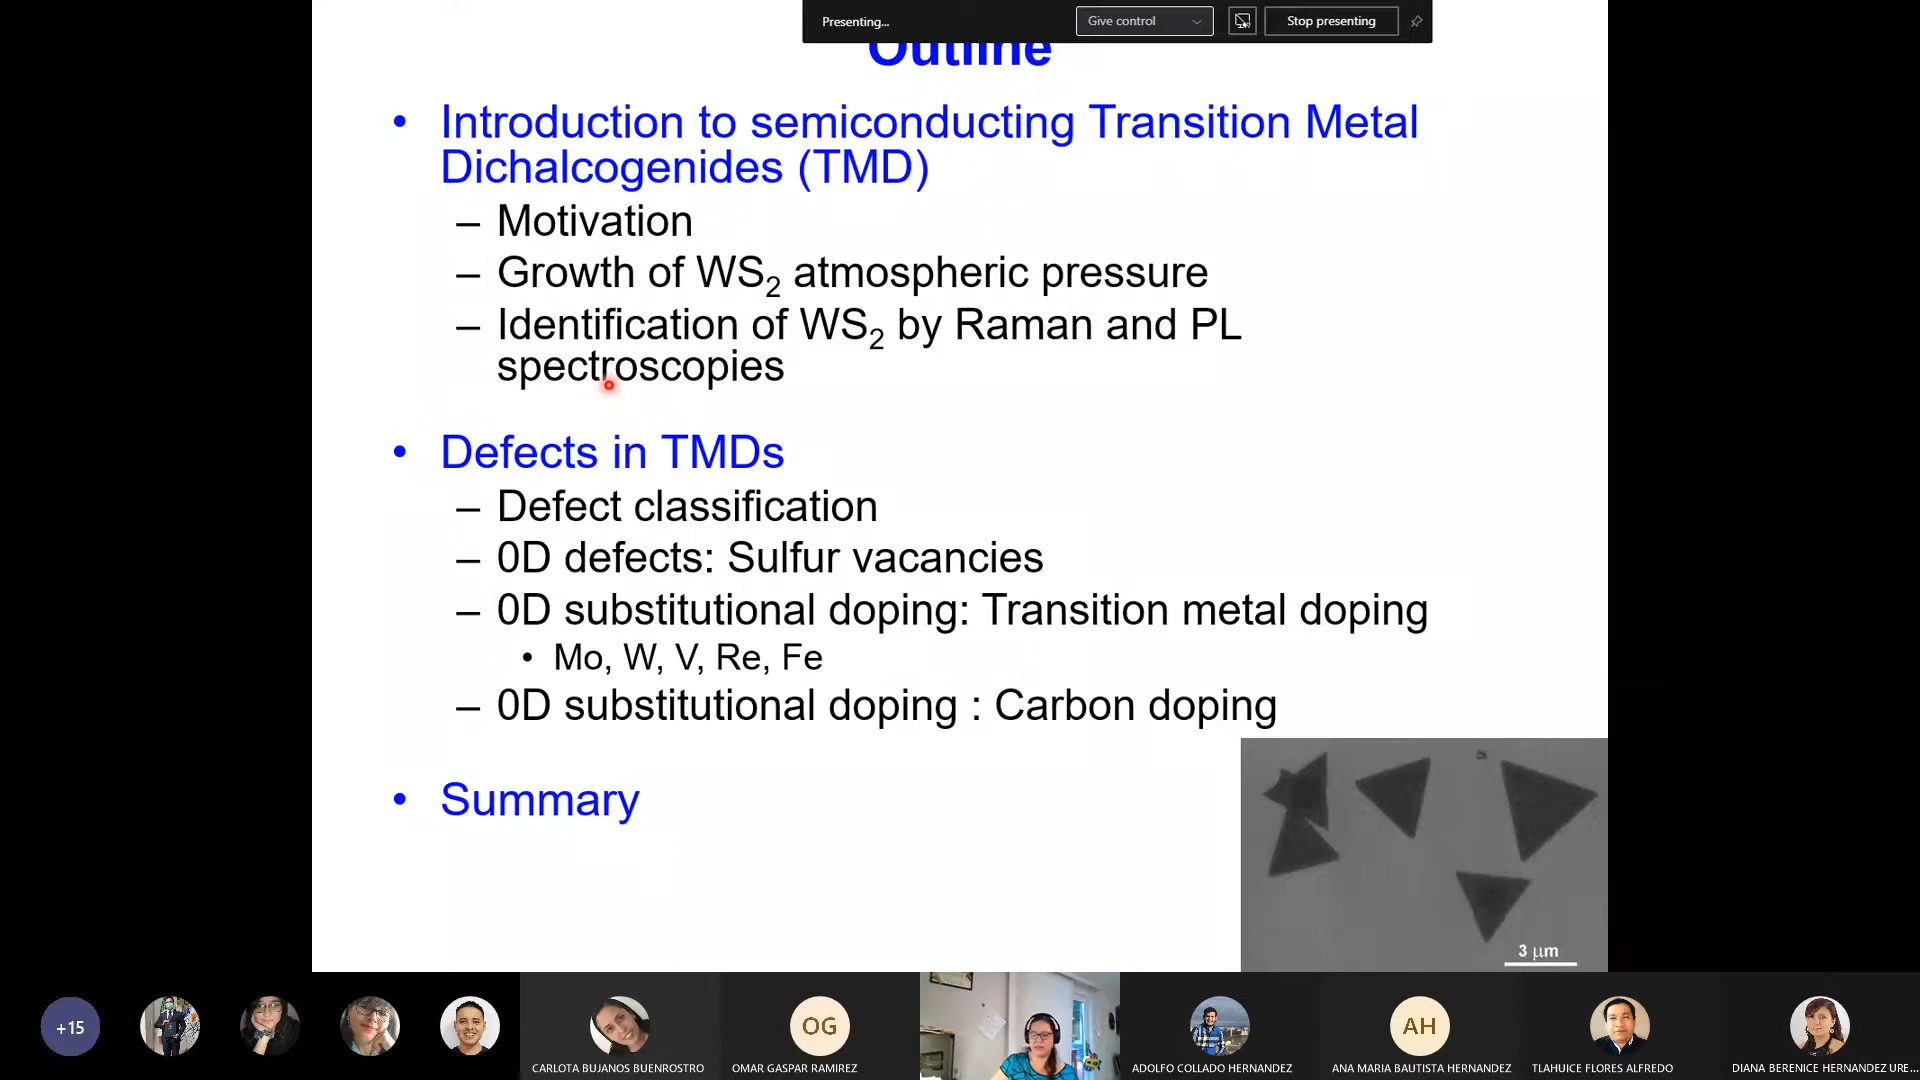 Presenting...
Give control
Stop presenting
Outline
• Introduction to semiconducting Transition Metal
Dichalcogenides (TMD)
– Motivation
– Growth of WS₂ atmospheric pressure
– Identification of WS₂ by Raman and PL
spectroscopies
• Defects in TMDs
– Defect classification
– 0D defects: Sulfur vacancies
– 0D substitutional doping: Transition metal doping
• Mo, W, V, Re, Fe
– 0D substitutional doping : Carbon doping
• Summary
3 μm
+15
OG
AH
CARLOTA BUJANOS BUENROSTRO
OMAR GASPAR RAMIREZ
ADOLFO COLLADO HERNANDEZ
ANA MARIA BAUTISTA HERNANDEZ
TLAHUICE FLORES ALFREDO
DIANA BERENICE HERNANDEZ URE...